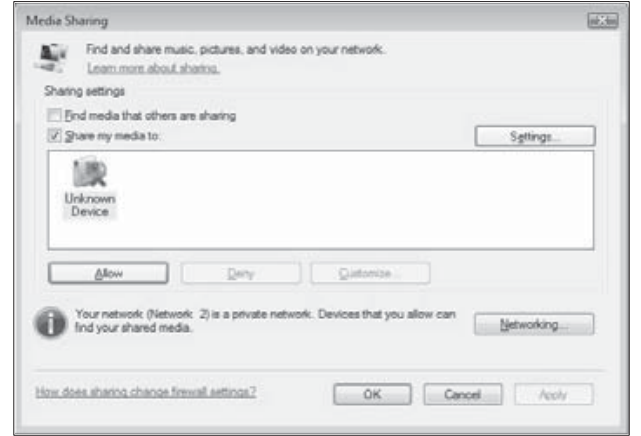 Media Sharing
Find and share music, pictures, and video on your network.
Learn more about sharing.
Sharing settings
Find media that others are sharing
Share my media to:
Settings...
Unknown
Device
Allow
Deny
Customize...
Your network (Network 2) is a private network. Devices that you allow can
find your shared media.
Networking...
How does sharing change firewall settings?
OK
Cancel
Apply